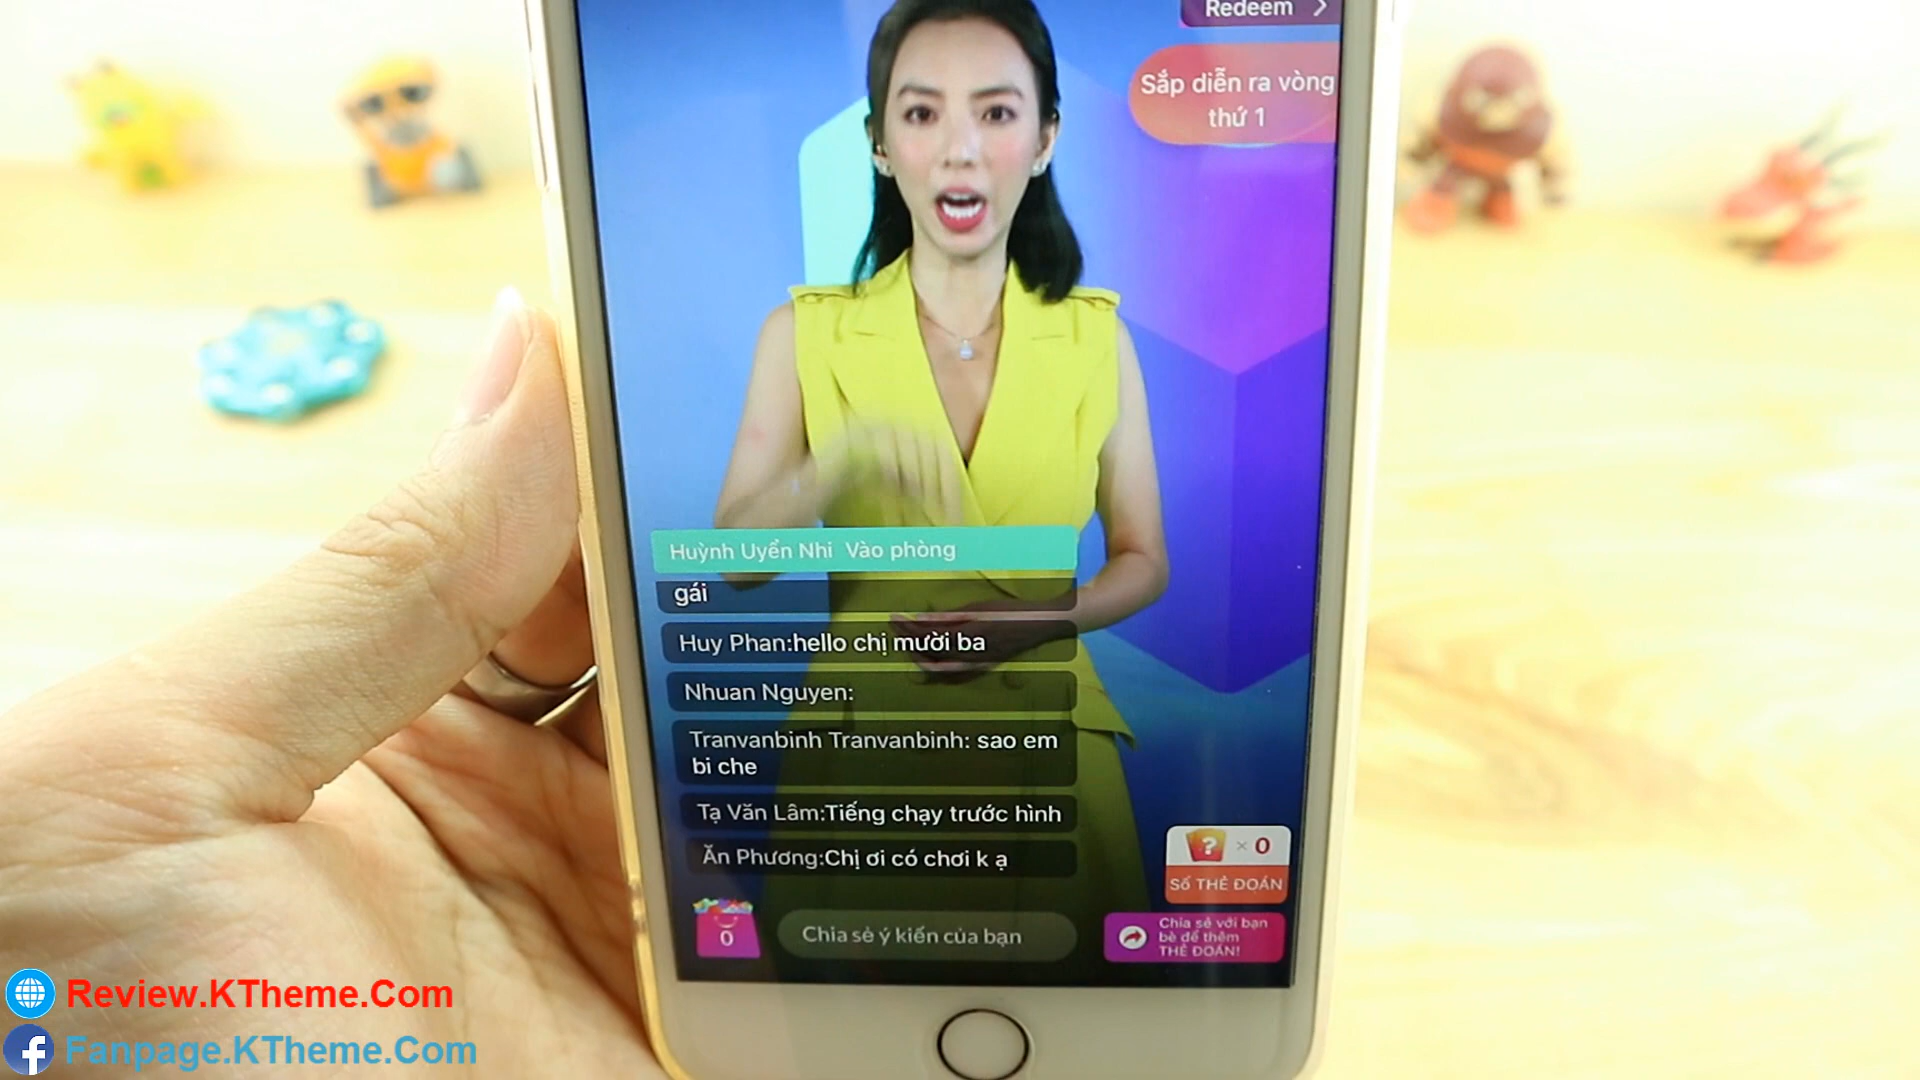 Redeem
Sắp diễn ra vòng
thứ 1
Huỳnh Uyển Nhi Vào phòng
gái
Huy Phan:hello chị mười ba
Nhuan Nguyen:
Tranvanbinh Tranvanbinh: sao em
bi che
Tạ Văn Lâm:Tiếng chạy trước hình
Ăn Phương:Chị ơi có chơi k ạ
? × 0
SỐ THẺ ĐOÁN
0
Chia sẻ ý kiến của bạn
Chia sẻ với bạn
bè để thêm
THẺ ĐOÁN!
Review.KTheme.Com
Fanpage.KTheme.Com